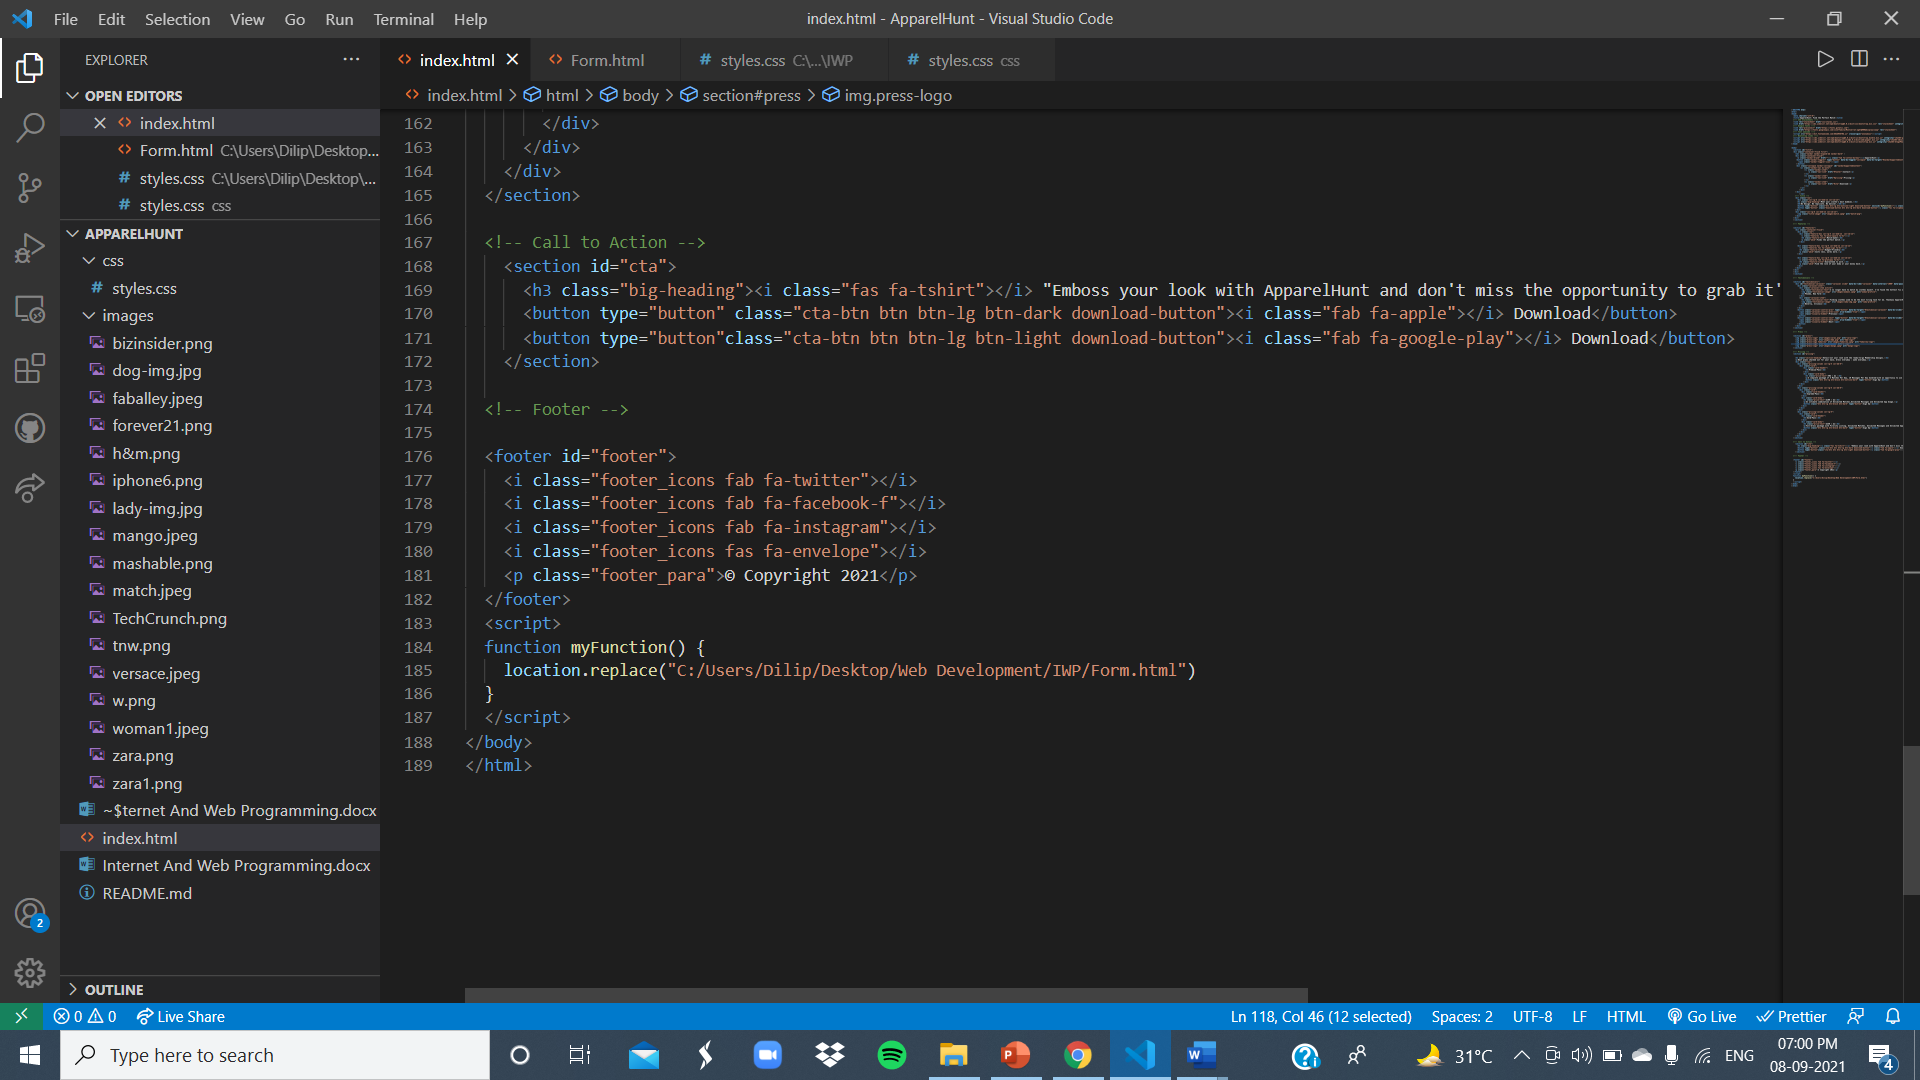 File Edit Selection View Go Run Terminal Help
index.html - ApparelHunt - Visual Studio Code
EXPLORER
OPEN EDITORS
index.html
Form.html C:\Users\Dilip\Desktop...
styles.css C:\Users\Dilip\Desktop\...
styles.css css
APPARELHUNT
css
styles.css
images
bizinsider.png
dog-img.jpg
faballey.jpeg
forever21.png
h&m.png
iphone6.png
lady-img.jpg
mango.jpeg
mashable.png
match.jpeg
TechCrunch.png
tnw.png
versace.jpeg
w.png
woman1.jpeg
zara.png
zara1.png
~$ternet And Web Programming.docx
index.html
Internet And Web Programming.docx
README.md
OUTLINE
2
index.html Form.html styles.css C:\...\IWP styles.css css
index.html > html > body > section#press > img.press-logo
162 </div>
163 </div>
164 </div>
165 </section>
166
167 <!-- Call to Action -->
168 <section id="cta">
169 <h3 class="big-heading"><i class="fas fa-tshirt"></i> "Emboss your look with ApparelHunt and don't miss the opportunity to grab it'
170 <button type="button" class="cta-btn btn btn-lg btn-dark download-button"><i class="fab fa-apple"></i> Download</button>
171 <button type="button"class="cta-btn btn btn-lg btn-light download-button"><i class="fab fa-google-play"></i> Download</button>
172 </section>
173
174 <!-- Footer -->
175
176 <footer id="footer">
177 <i class="footer_icons fab fa-twitter"></i>
178 <i class="footer_icons fab fa-facebook-f"></i>
179 <i class="footer_icons fab fa-instagram"></i>
180 <i class="footer_icons fas fa-envelope"></i>
181 <p class="footer_para">© Copyright 2021</p>
182 </footer>
183 <script>
184 function myFunction() {
185 location.replace("C:/Users/Dilip/Desktop/Web Development/IWP/Form.html")
186 }
187 </script>
188 </body>
189 </html>
0 0 Live Share
Ln 118, Col 46 (12 selected) Spaces: 2 UTF-8 LF HTML Go Live Prettier
Type here to search
31°C ENG 07:00 PM
08-09-2021
4